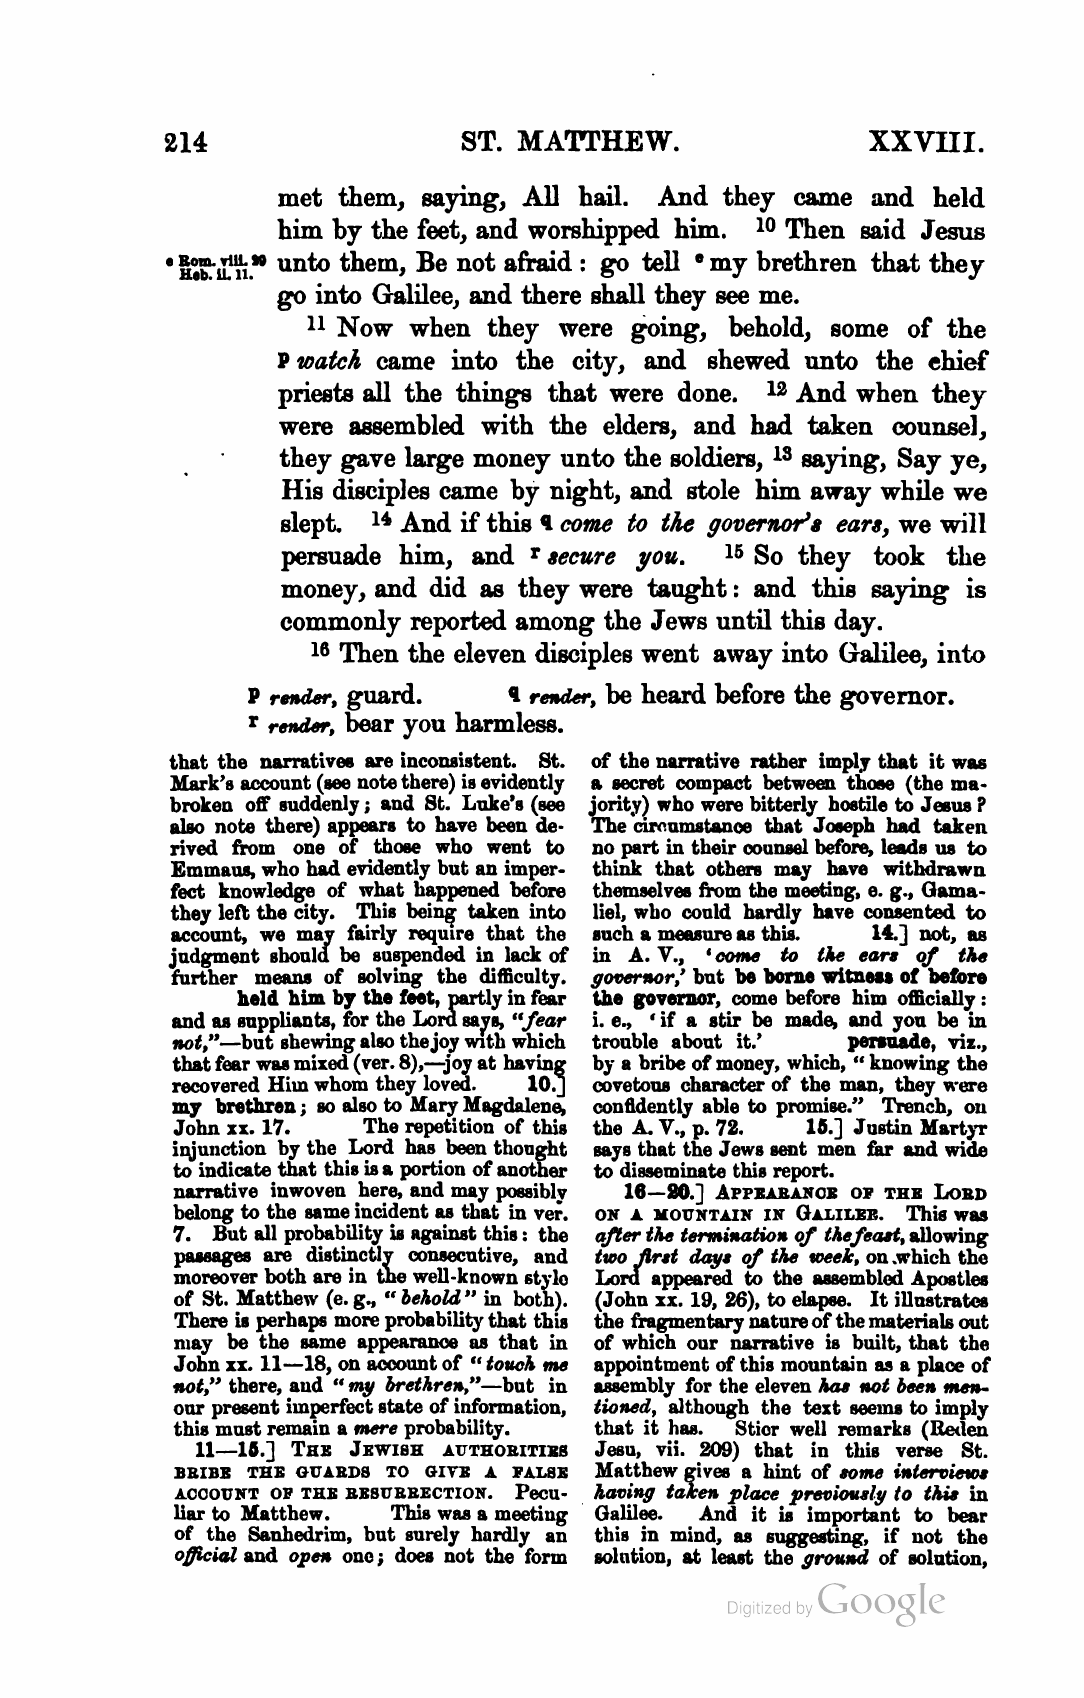 214 ST. MATTHEW. XXVIII.
met them, saying, All hail. And they came and held
him by the feet, and worshipped him. 10 Then said Jesus
e Rom. viii. 29
Heb. ii. 11.
unto them, Be not afraid : go tell e my brethren that they
go into Galilee, and there shall they see me.
11 Now when they were going, behold, some of the
p watch came into the city, and shewed unto the chief
priests all the things that were done. 12 And when they
were assembled with the elders, and had taken counsel,
they gave large money unto the soldiers, 13 saying, Say ye,
His disciples came by night, and stole him away while we
slept. 14 And if this q come to the governor's ears, we will
persuade him, and r secure you. 15 So they took the
money, and did as they were taught : and this saying is
commonly reported among the Jews until this day.
16 Then the eleven disciples went away into Galilee, into
p render, guard. q render, be heard before the governor.
r render, bear you harmless.
that the narratives are inconsistent. St.
Mark's account (see note there) is evidently
broken off suddenly; and St. Luke's (see
also note there) appears to have been de-
rived from one of those who went to
Emmaus, who had evidently but an imper-
fect knowledge of what happened before
they left the city. This being taken into
account, we may fairly require that the
judgment should be suspended in lack of
further means of solving the difficulty.
held him by the feet, partly in fear
and as suppliants, for the Lord says, "fear
not,"—but shewing also the joy with which
that fear was mixed (ver. 8),—joy at having
recovered Him whom they loved. 10.]
my brethren; so also to Mary Magdalene,
John xx. 17. The repetition of this
injunction by the Lord has been thought
to indicate that this is a portion of another
narrative inwoven here, and may possibly
belong to the same incident as that in ver.
7. But all probability is against this: the
passages are distinctly consecutive, and
moreover both are in the well-known style
of St. Matthew (e. g., "behold" in both).
There is perhaps more probability that this
may be the same appearance as that in
John xx. 11—18, on account of "touch me
not," there, and "my brethren,"—but in
our present imperfect state of information,
this must remain a mere probability.
11—15.] THE JEWISH AUTHORITIES
BRIBE THE GUARDS TO GIVE A FALSE
ACCOUNT OF THE RESURRECTION. Pecu-
liar to Matthew. This was a meeting
of the Sanhedrim, but surely hardly an
official and open one; does not the form
of the narrative rather imply that it was
a secret compact between those (the ma-
jority) who were bitterly hostile to Jesus ?
The circumstance that Joseph had taken
no part in their counsel before, leads us to
think that others may have withdrawn
themselves from the meeting, e. g., Gama-
liel, who could hardly have consented to
such a measure as this. 14.] not, as
in A. V., 'come to the ears of the
governor,' but be borne witness of before
the governor, come before him officially :
i. e., 'if a stir be made, and you be in
trouble about it.' persuade, viz.,
by a bribe of money, which, "knowing the
covetous character of the man, they were
confidently able to promise." Trench, on
the A. V., p. 72. 15.] Justin Martyr
says that the Jews sent men far and wide
to disseminate this report.
16—20.] APPEARANCE OF THE LORD
ON A MOUNTAIN IN GALILEE. This was
after the termination of the feast, allowing
two first days of the week, on which the
Lord appeared to the assembled Apostles
(John xx. 19, 26), to elapse. It illustrates
the fragmentary nature of the materials out
of which our narrative is built, that the
appointment of this mountain as a place of
assembly for the eleven has not been men-
tioned, although the text seems to imply
that it has. Stier well remarks (Reden
Jesu, vii. 209) that in this verse St.
Matthew gives a hint of some interviews
having taken place previously to this in
Galilee. And it is important to bear
this in mind, as suggesting, if not the
solution, at least the ground of solution,
Digitized by Google